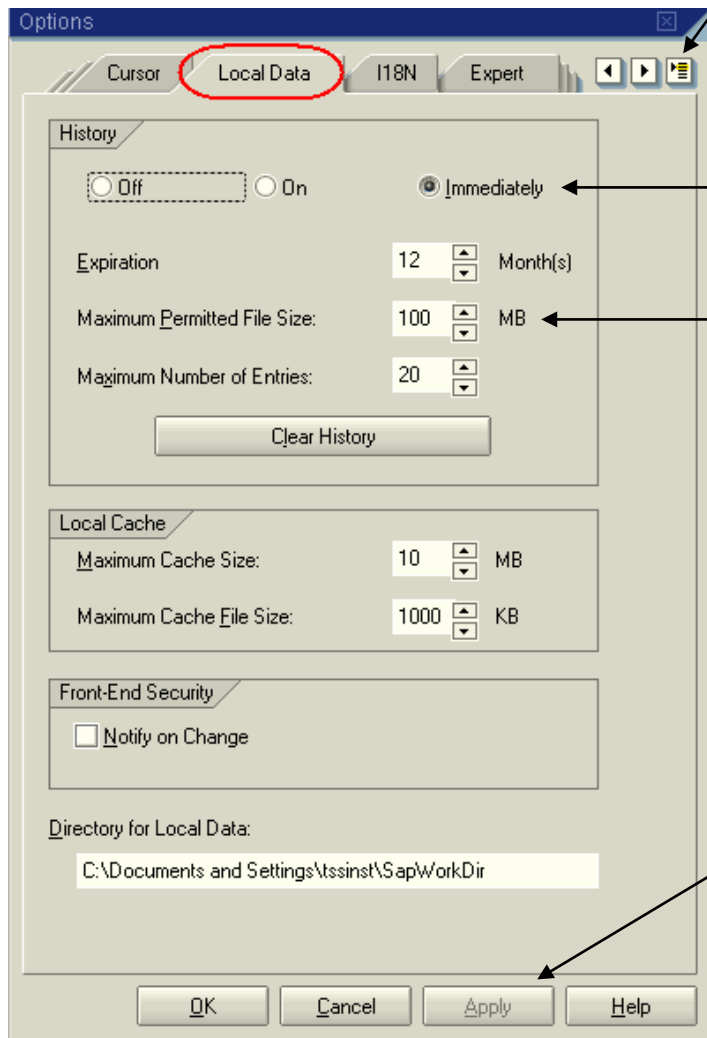 Options
Cursor Local Data I18N Expert
History
Off On Immediately
Expiration 12 Month(s)
Maximum Permitted File Size: 100 MB
Maximum Number of Entries: 20
Clear History
Local Cache
Maximum Cache Size: 10 MB
Maximum Cache File Size: 1000 KB
Front-End Security
Notify on Change
Directory for Local Data:
C:\Documents and Settings\tssinst\SapWorkDir
OK Cancel Apply Help